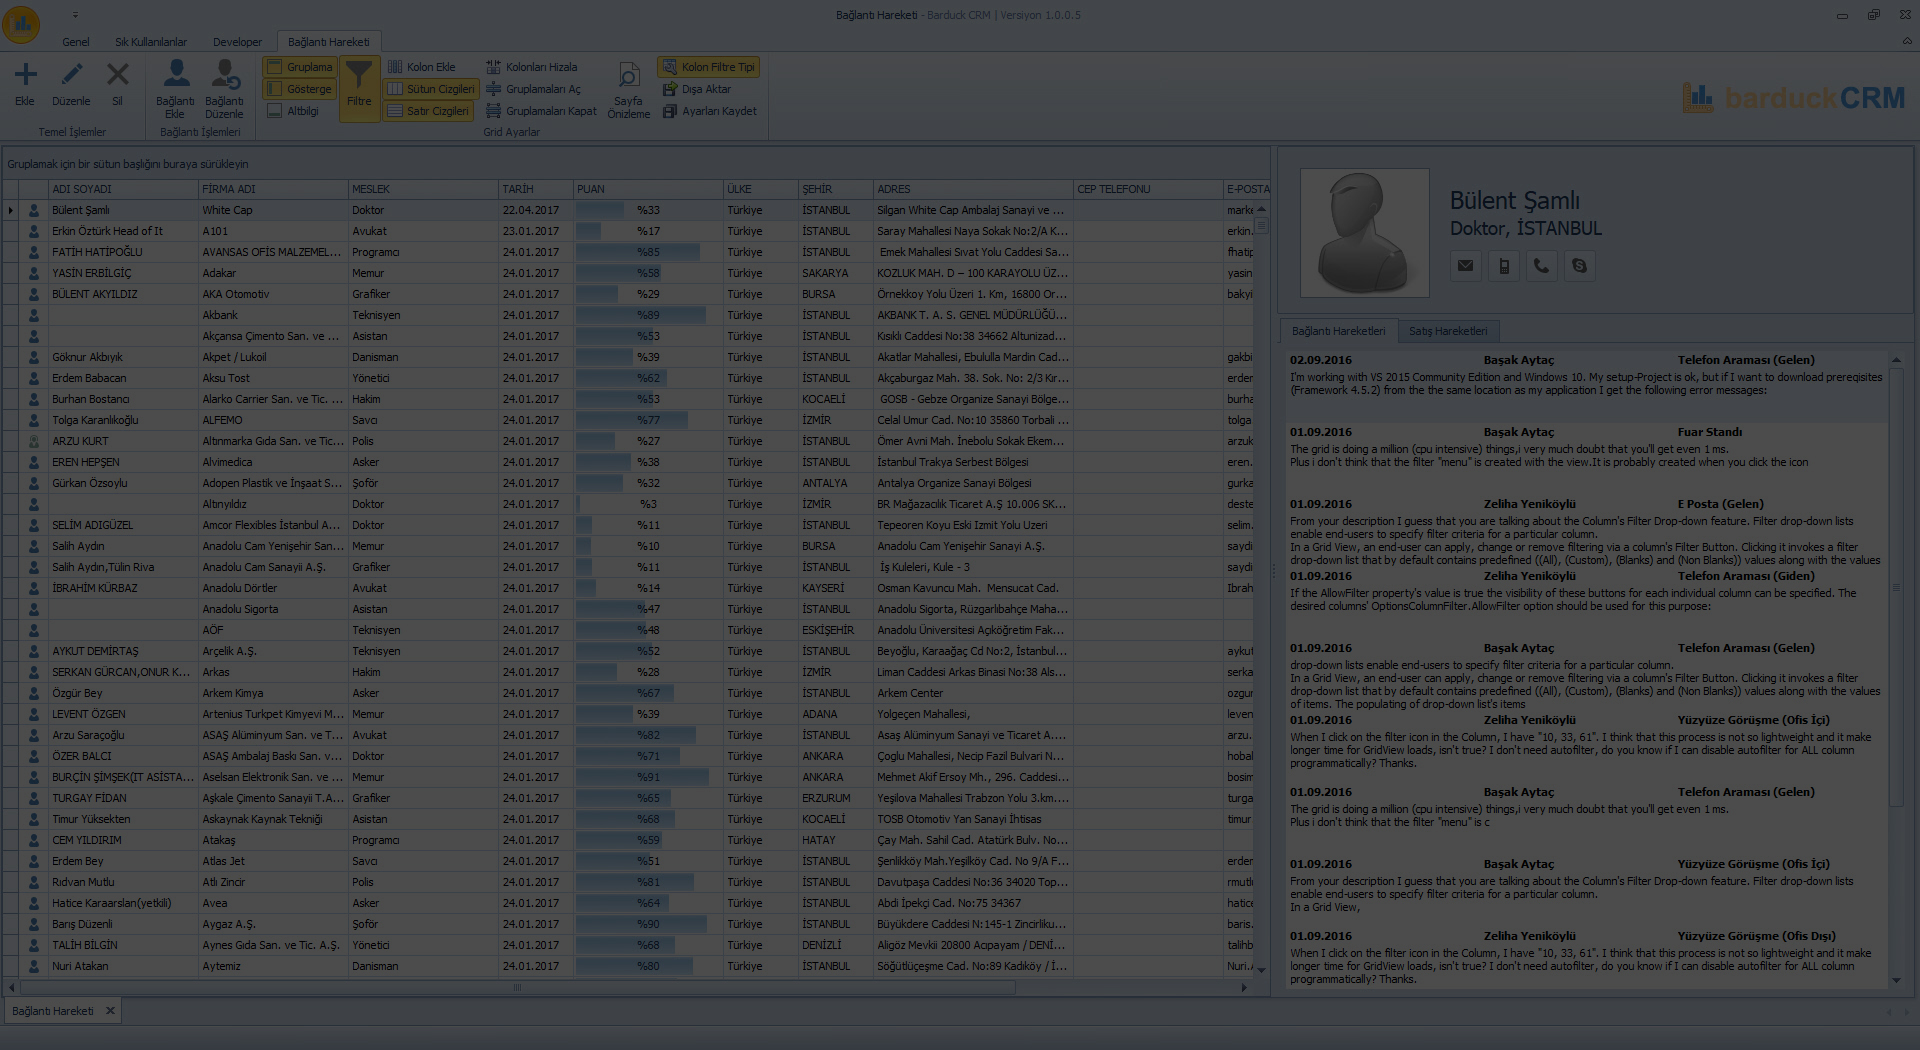 Bağlantı Hareketi - Barduck CRM | Versiyon 1.0.0.5
Genel Sık Kullanılanlar Developer Bağlantı Hareketi
Ekle Düzenle Sil
Temel İşlemler
Bağlantı Ekle Bağlantı Düzenle
Bağlantı İşlemleri
Gruplama
Gösterge
Altbilgi
Filtre
Kolon Ekle
Sütun Cizgileri
Satır Cizgileri
Kolonları Hizala
Gruplamaları Aç
Gruplamaları Kapat
Sayfa Önizleme
Kolon Filtre Tipi
Dışa Aktar
Ayarları Kaydet
Grid Ayarlar
barduckCRM
Gruplamak için bir sütun başlığını buraya sürükleyin
ADI SOYADI FİRMA ADI MESLEK TARİH PUAN ÜLKE ŞEHİR ADRES CEP TELEFONU E-POSTA
Bülent Şamlı White Cap Doktor 22.04.2017 %33 Türkiye İSTANBUL Silgan White Cap Ambalaj Sanayi ve ... marke
Erkin Öztürk Head of It A101 Avukat 23.01.2017 %17 Türkiye İSTANBUL Saray Mahallesi Naya Sokak No:2/A K... erkin.
FATİH HATİPOĞLU AVANSAS OFİS MALZEMEL... Programcı 24.01.2017 %85 Türkiye İSTANBUL Emek Mahallesi Sıvat Yolu Caddesi Sa... fhatip
YASİN ERBİLGİÇ Adakar Memur 24.01.2017 %58 Türkiye SAKARYA KOZLUK MAH. D – 100 KARAYOLU ÜZ... yasin
BÜLENT AKYILDIZ AKA Otomotiv Grafiker 24.01.2017 %29 Türkiye BURSA Örnekkoy Yolu Üzeri 1. Km, 16800 Or... bakyi
Akbank Teknisyen 24.01.2017 %89 Türkiye İSTANBUL AKBANK T. A. S. GENEL MÜDÜRLÜĞÜ...
Akçansa Çimento San. ve ... Asistan 24.01.2017 %53 Türkiye İSTANBUL Kısıklı Caddesi No:38 34662 Altunizad...
Göknur Akbıyık Akpet / Lukoil Danisman 24.01.2017 %39 Türkiye İSTANBUL Akatlar Mahallesi, Ebulula Mardin Cad... gakbi
Erdem Babacan Aksu Tost Yönetici 24.01.2017 %62 Türkiye İSTANBUL Akçaburgaz Mah. 38. Sok. No: 2/3 Kır... erder
Burhan Bostancı Alarko Carrier San. ve Tic. ... Hakim 24.01.2017 %53 Türkiye KOCAELİ GOSB - Gebze Organize Sanayi Bölge... burha
Tolga Karanlıkoğlu ALFEMO Savcı 24.01.2017 %77 Türkiye İZMİR Celal Umur Cad. No:10 35860 Torbali ... tolga
ARZU KURT Altınmarka Gıda San. ve Tic... Polis 24.01.2017 %27 Türkiye İSTANBUL Ömer Avni Mah. İnebolu Sokak Ekem... arzuk
EREN HEPŞEN Alvimedica Asker 24.01.2017 %38 Türkiye İSTANBUL İstanbul Trakya Serbest Bölgesi eren.
Gürkan Özsoylu Adopen Plastik ve İnşaat S... Şoför 24.01.2017 %32 Türkiye ANTALYA Antalya Organize Sanayi Bölgesi gurka
Altınyıldız Doktor 24.01.2017 %3 Türkiye İZMİR BR Mağazacılık Ticaret A.Ş 10.006 SK... deste
SELİM ADIGÜZEL Amcor Flexibles İstanbul A... Doktor 24.01.2017 %11 Türkiye İSTANBUL Tepeoren Koyu Eski Izmit Yolu Uzeri selim.
Salih Aydın Anadolu Cam Yenişehir San... Memur 24.01.2017 %10 Türkiye BURSA Anadolu Cam Yenişehir Sanayi A.Ş. saydi
Salih Aydın,Tülin Riva Anadolu Cam Sanayii A.Ş. Grafiker 24.01.2017 %11 Türkiye İSTANBUL İş Kuleleri, Kule - 3 saydi
İBRAHİM KÜRBAZ Anadolu Dörtler Avukat 24.01.2017 %14 Türkiye KAYSERİ Osman Kavuncu Mah. Mensucat Cad. Ibrah
Anadolu Sigorta Asistan 24.01.2017 %47 Türkiye İSTANBUL Anadolu Sigorta, Rüzgarlıbahçe Maha...
AÖF Teknisyen 24.01.2017 %48 Türkiye ESKİŞEHİR Anadolu Üniversitesi Açıköğretim Fak...
AYKUT DEMİRTAŞ Arçelik A.Ş. Teknisyen 24.01.2017 %52 Türkiye İSTANBUL Beyoğlu, Karaağaç Cd No:2, İstanbul... aykut
SERKAN GÜRCAN,ONUR K... Arkas Hakim 24.01.2017 %28 Türkiye İZMİR Liman Caddesi Arkas Binasi No:38 Als... serka
Özgür Bey Arkem Kimya Asker 24.01.2017 %67 Türkiye İSTANBUL Arkem Center ozgur
LEVENT ÖZGEN Artenius Turkpet Kimyevi M... Memur 24.01.2017 %39 Türkiye ADANA Yolgeçen Mahallesi, leven
Arzu Saraçoğlu ASAŞ Alüminyum San. ve T... Avukat 24.01.2017 %82 Türkiye İSTANBUL Asaş Alüminyum Sanayi ve Ticaret A.... arzu.
ÖZER BALCI ASAŞ Ambalaj Baskı San. v... Doktor 24.01.2017 %71 Türkiye ANKARA Çoglu Mahallesi, Necip Fazil Bulvari N... hobal
BURÇİN ŞİMŞEK(IT ASİSTA... Aselsan Elektronik San. ve ... Memur 24.01.2017 %91 Türkiye ANKARA Mehmet Akif Ersoy Mh., 296. Caddesi... bosim
TURGAY FİDAN Aşkale Çimento Sanayii T.A... Grafiker 24.01.2017 %65 Türkiye ERZURUM Yeşilova Mahallesi Trabzon Yolu 3.km.... turga
Timur Yüksekten Askaynak Kaynak Tekniği Asistan 24.01.2017 %68 Türkiye KOCAELİ TOSB Otomotiv Yan Sanayi İhtisas timur
CEM YILDIRIM Atakaş Programcı 24.01.2017 %59 Türkiye HATAY Çay Mah. Sahil Cad. Atatürk Bulv. No...
Erdem Bey Atlas Jet Savcı 24.01.2017 %51 Türkiye İSTANBUL Şenlikköy Mah.Yeşilköy Cad. No 9/A F... erder
Rıdvan Mutlu Atlı Zincir Polis 24.01.2017 %81 Türkiye İSTANBUL Davutpaşa Caddesi No:36 34020 Top... rmutl
Hatice Karaarslan(yetkili) Avea Asker 24.01.2017 %64 Türkiye İSTANBUL Abdi İpekçi Cad. No:75 34367 hatice
Barış Düzenli Aygaz A.Ş. Şoför 24.01.2017 %90 Türkiye İSTANBUL Büyükdere Caddesi N:145-1 Zincirliku... baris.
TALİH BİLGİN Aynes Gıda San. ve Tic. A.Ş. Yönetici 24.01.2017 %68 Türkiye DENİZLİ Aligöz Mevkii 20800 Acıpayam / DENİ... talihb
Nuri Atakan Aytemiz Danisman 24.01.2017 %80 Türkiye İSTANBUL Söğütlüçeşme Cad. No:89 Kadıköy / İ... Nuri.
Bağlantı Hareketi
Bülent Şamlı
Doktor, İSTANBUL
Bağlantı Hareketleri Satış Hareketleri
02.09.2016 Başak Aytaç Telefon Araması (Gelen)
I'm working with VS 2015 Community Edition and Windows 10. My setup-Project is ok, but if I want to download prereqisites
(Framework 4.5.2) from the the same location as my application I get the following error messages:
01.09.2016 Başak Aytaç Fuar Standı
The grid is doing a million (cpu intensive) things,i very much doubt that you'll get even 1 ms.
Plus i don't think that the filter "menu" is created with the view.It is probably created when you click the icon
01.09.2016 Zeliha Yeniköylü E Posta (Gelen)
From your description I guess that you are talking about the Column's Filter Drop-down feature. Filter drop-down lists
enable end-users to specify filter criteria for a particular column.
In a Grid View, an end-user can apply, change or remove filtering via a column's Filter Button. Clicking it invokes a filter
drop-down list that by default contains predefined ((All), (Custom), (Blanks) and (Non Blanks)) values along with the values
01.09.2016 Zeliha Yeniköylü Telefon Araması (Giden)
If the AllowFilter property's value is true the visibility of these buttons for each individual column can be specified. The
desired columns' OptionsColumnFilter.AllowFilter option should be used for this purpose:
01.09.2016 Başak Aytaç Telefon Araması (Gelen)
drop-down lists enable end-users to specify filter criteria for a particular column.
In a Grid View, an end-user can apply, change or remove filtering via a column's Filter Button. Clicking it invokes a filter
drop-down list that by default contains predefined ((All), (Custom), (Blanks) and (Non Blanks)) values along with the values
of items. The populating of drop-down list's items
01.09.2016 Zeliha Yeniköylü Yüzyüze Görüşme (Ofis İçi)
When I click on the filter icon in the Column, I have "10, 33, 61". I think that this process is not so lightweight and it make
longer time for GridView loads, isn't true? I don't need autofilter, do you know if I can disable autofilter for ALL column
programmatically? Thanks.
01.09.2016 Başak Aytaç Telefon Araması (Gelen)
The grid is doing a million (cpu intensive) things,i very much doubt that you'll get even 1 ms.
Plus i don't think that the filter "menu" is c
01.09.2016 Başak Aytaç Yüzyüze Görüşme (Ofis İçi)
From your description I guess that you are talking about the Column's Filter Drop-down feature. Filter drop-down lists
enable end-users to specify filter criteria for a particular column.
In a Grid View,
01.09.2016 Zeliha Yeniköylü Yüzyüze Görüşme (Ofis Dışı)
When I click on the filter icon in the Column, I have "10, 33, 61". I think that this process is not so lightweight and it make
longer time for GridView loads, isn't true? I don't need autofilter, do you know if I can disable autofilter for ALL column
programmatically? Thanks.